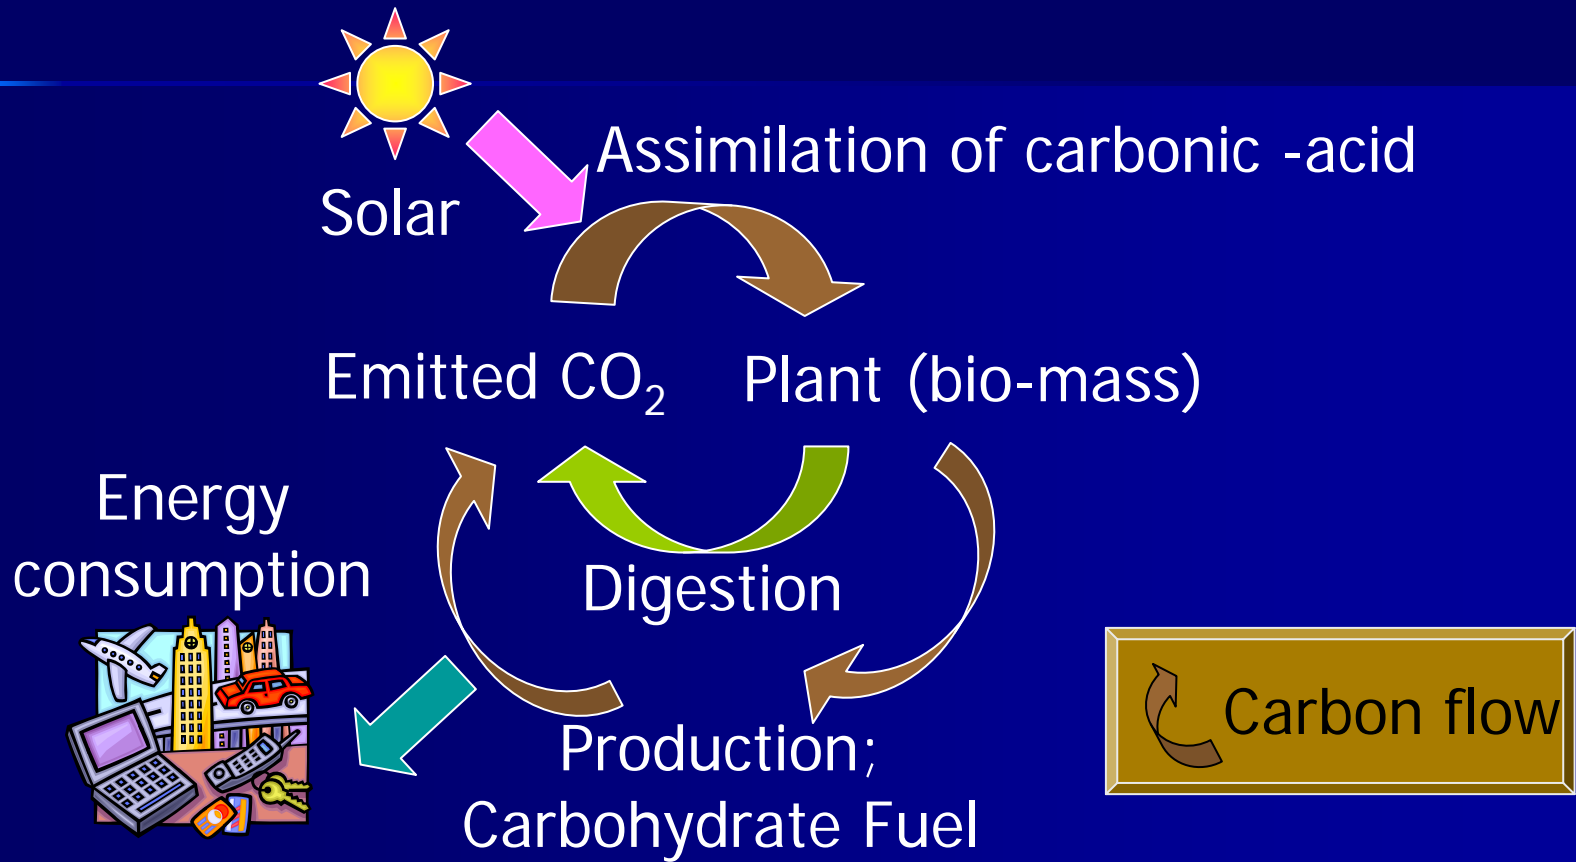 Assimilation of carbonic -acid
Solar
Emitted CO₂
Plant (bio-mass)
Energy
consumption
Digestion
Carbon flow
Production;
Carbohydrate Fuel